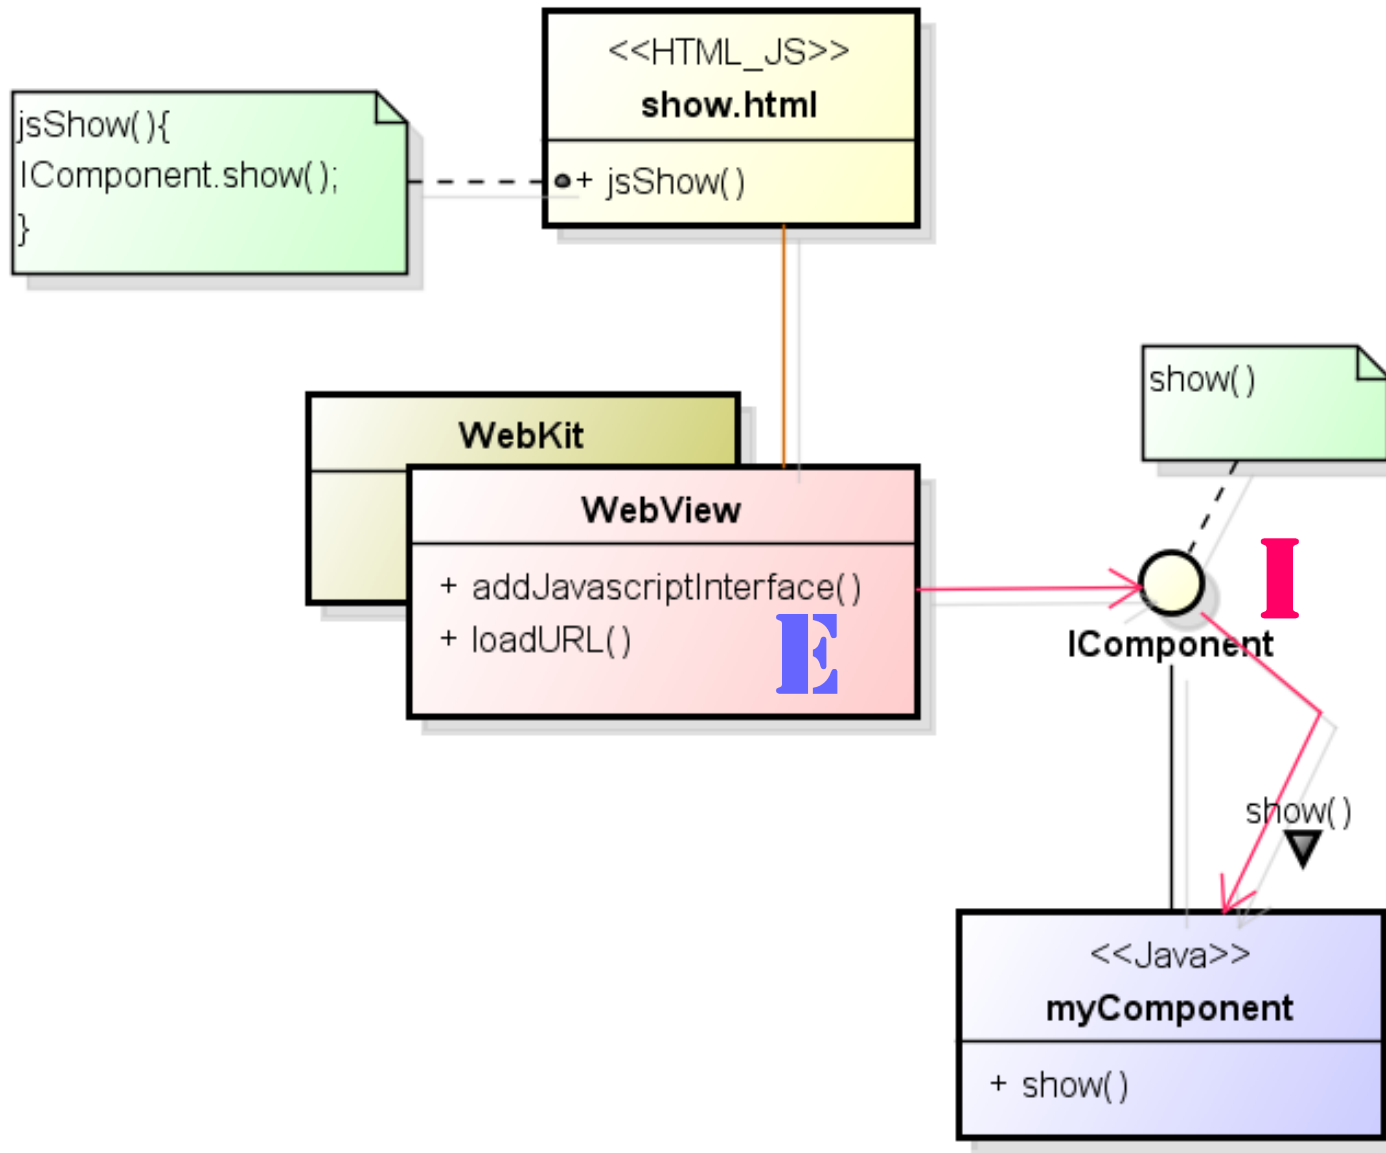 <<HTML_JS>>
show.html
+ jsShow()
jsShow(){
IComponent.show();
}
show()
WebKit
WebView
+ addJavascriptInterface()
+ loadURL()
E
I
IComponent
show()
<<Java>>
myComponent
+ show()